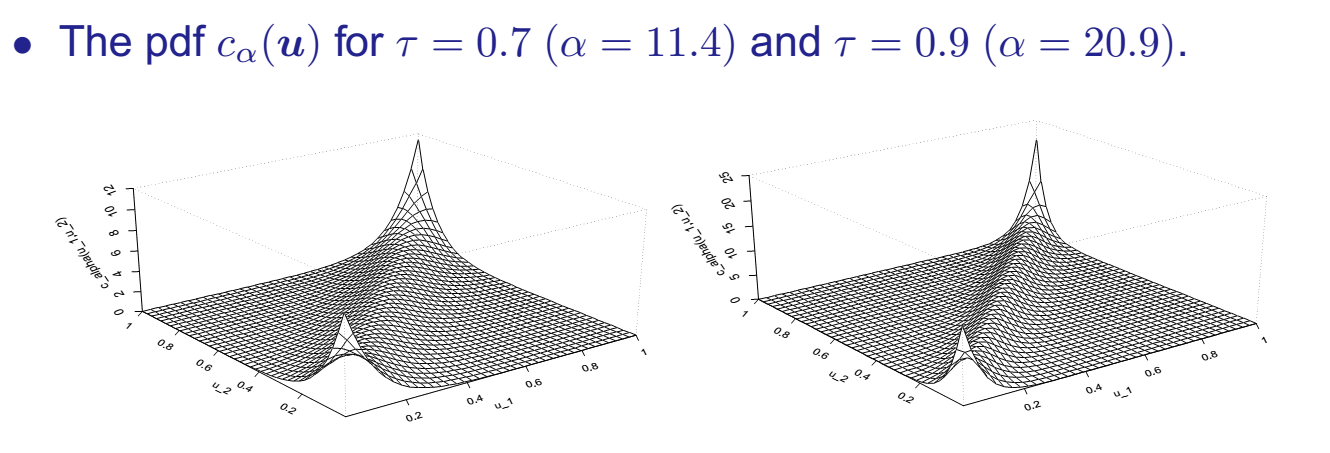 • The pdf c_α(u) for τ = 0.7 (α = 11.4) and τ = 0.9 (α = 20.9).
c_alpha(u_1,u_2)
0 2 4 6 8 10 12
1 0.8 0.6 0.4 0.2
u_2
0.2 0.4 0.6 0.8 1
u_1
c_alpha(u_1,u_2)
0 5 10 15 20 25
1 0.8 0.6 0.4 0.2
u_2
0.2 0.4 0.6 0.8 1
u_1